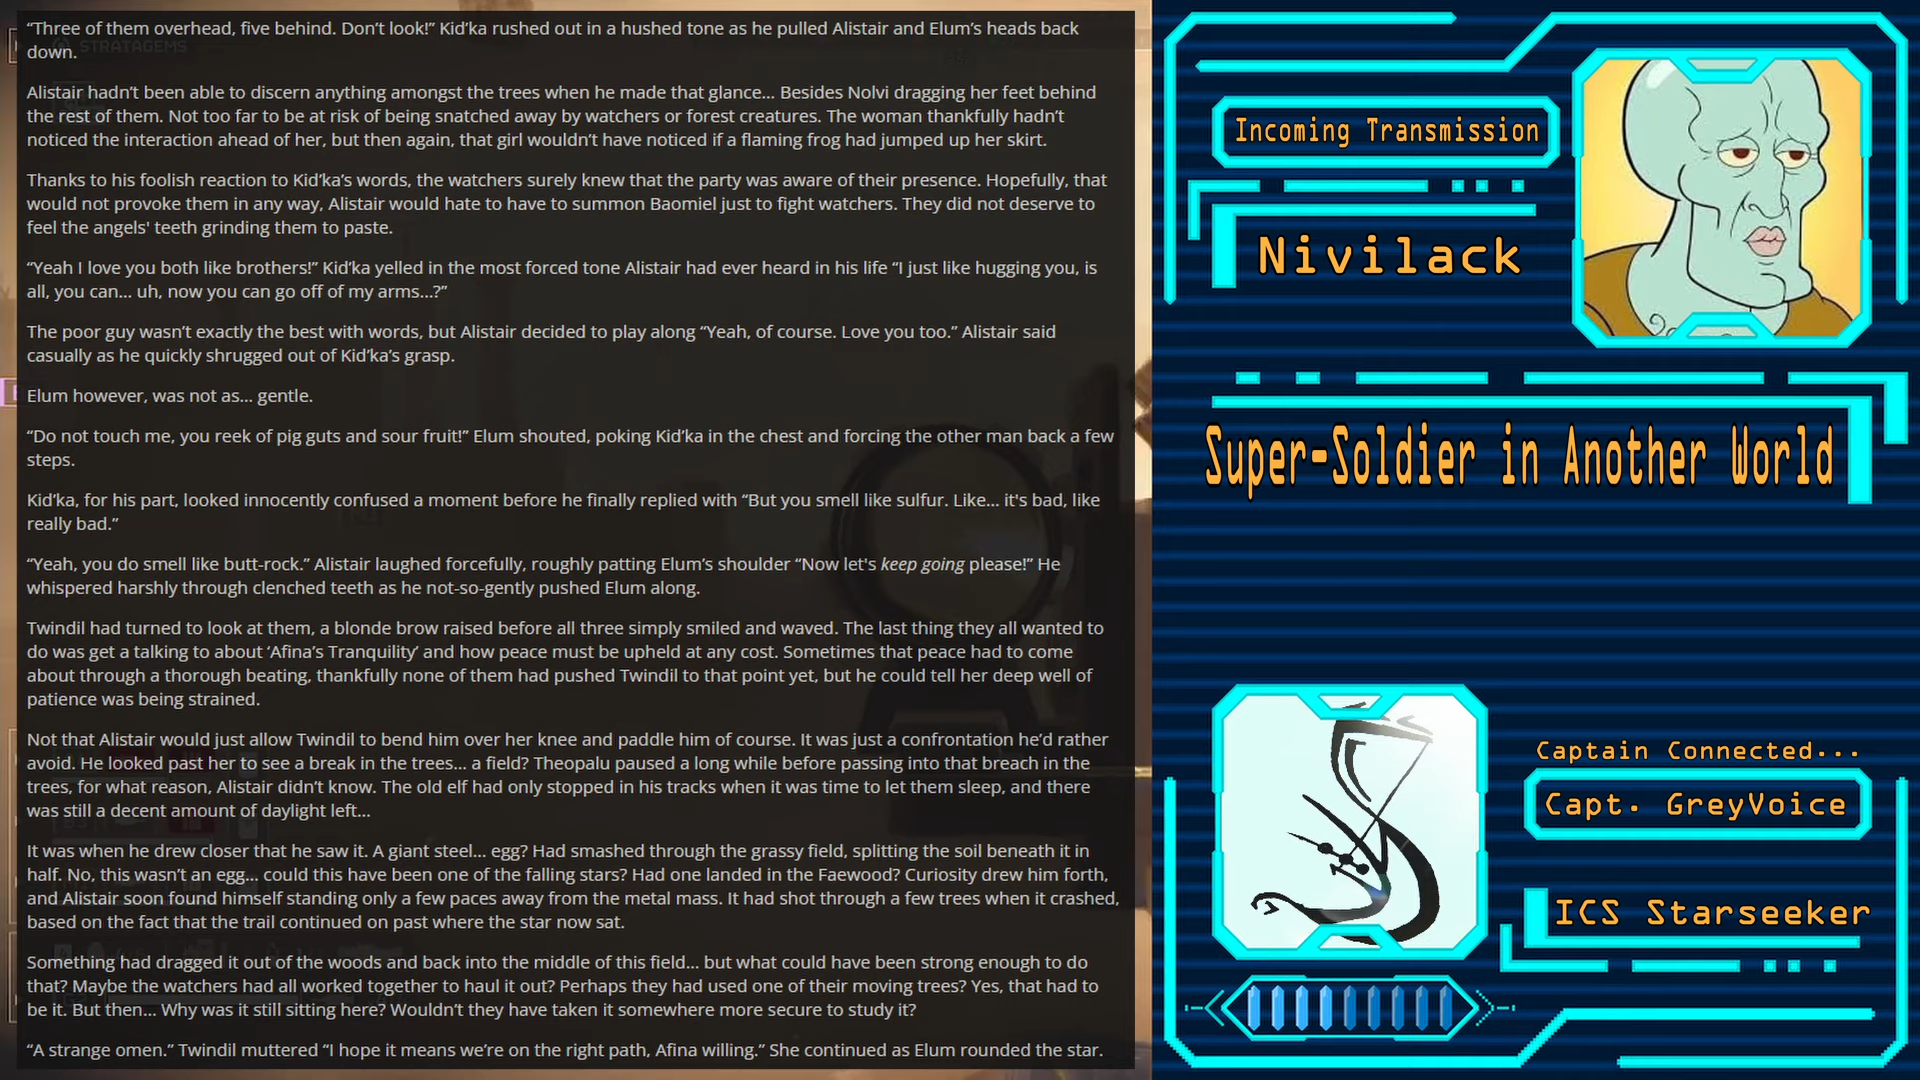 “Three of them overhead, five behind. Don’t look!” Kid’ka rushed out in a hushed tone as he pulled Alistair and Elum’s heads back
down.
Alistair hadn’t been able to discern anything amongst the trees when he made that glance... Besides Nolvi dragging her feet behind
the rest of them. Not too far to be at risk of being snatched away by watchers or forest creatures. The woman thankfully hadn’t
noticed the interaction ahead of her, but then again, that girl wouldn’t have noticed if a flaming frog had jumped up her skirt.
Thanks to his foolish reaction to Kid’ka’s words, the watchers surely knew that the party was aware of their presence. Hopefully, that
would not provoke them in any way, Alistair would hate to have to summon Baomiel just to fight watchers. They did not deserve to
feel the angels' teeth grinding them to paste.
“Yeah I love you both like brothers!” Kid’ka yelled in the most forced tone Alistair had ever heard in his life “I just like hugging you, is
all, you can... uh, now you can go off of my arms...?”
The poor guy wasn’t exactly the best with words, but Alistair decided to play along “Yeah, of course. Love you too.” Alistair said
casually as he quickly shrugged out of Kid’ka’s grasp.
Elum however, was not as... gentle.
“Do not touch me, you reek of pig guts and sour fruit!” Elum shouted, poking Kid’ka in the chest and forcing the other man back a few
steps.
Kid’ka, for his part, looked innocently confused a moment before he finally replied with “But you smell like sulfur. Like... it's bad, like
really bad.”
“Yeah, you do smell like butt-rock.” Alistair laughed forcefully, roughly patting Elum’s shoulder “Now let's keep going please!” He
whispered harshly through clenched teeth as he not-so-gently pushed Elum along.
Twindil had turned to look at them, a blonde brow raised before all three simply smiled and waved. The last thing they all wanted to
do was get a talking to about ‘Afina’s Tranquility’ and how peace must be upheld at any cost. Sometimes that peace had to come
about through a thorough beating, thankfully none of them had pushed Twindil to that point yet, but he could tell her deep well of
patience was being strained.
Not that Alistair would just allow Twindil to bend him over her knee and paddle him of course. It was just a confrontation he’d rather
avoid. He looked past her to see a break in the trees... a field? Theopalu paused a long while before passing into that breach in the
trees, for what reason, Alistair didn’t know. The old elf had only stopped in his tracks when it was time to let them sleep, and there
was still a decent amount of daylight left...
It was when he drew closer that he saw it. A giant steel... egg? Had smashed through the grassy field, splitting the soil beneath it in
half. No, this wasn’t an egg... could this have been one of the falling stars? Had one landed in the Faewood? Curiosity drew him forth,
and Alistair soon found himself standing only a few paces away from the metal mass. It had shot through a few trees when it crashed,
based on the fact that the trail continued on past where the star now sat.
Something had dragged it out of the woods and back into the middle of this field... but what could have been strong enough to do
that? Maybe the watchers had all worked together to haul it out? Perhaps they had used one of their moving trees? Yes, that had to
be it. But then... Why was it still sitting here? Wouldn’t they have taken it somewhere more secure to study it?
“A strange omen.” Twindil muttered “I hope it means we’re on the right path, Afina willing.” She continued as Elum rounded the star.
STRATAGEMS
Incoming Transmission
Nivilack
Super-Soldier in Another World
Captain Connected...
Capt. GreyVoice
ICS Starseeker